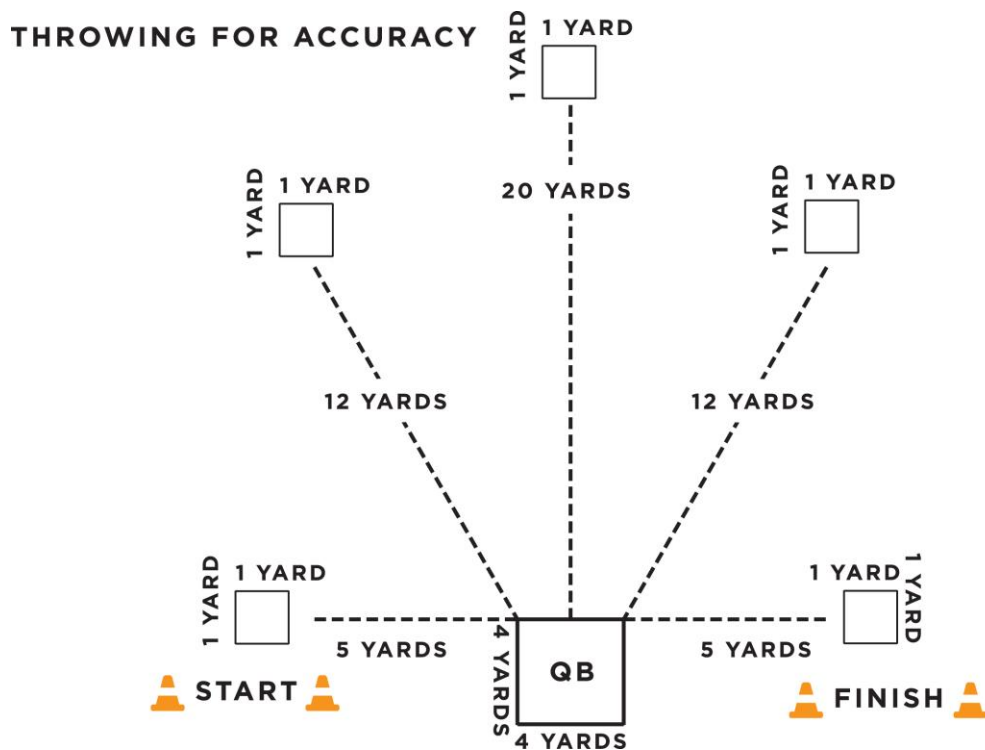 THROWING FOR ACCURACY
1 YARD
1 YARD
20 YARDS
1 YARD
1 YARD
1 YARD
1 YARD
12 YARDS
12 YARDS
1 YARD
1 YARD
1 YARD
1 YARD
5 YARDS
4 YARDS
QB
5 YARDS
START
FINISH
4 YARDS